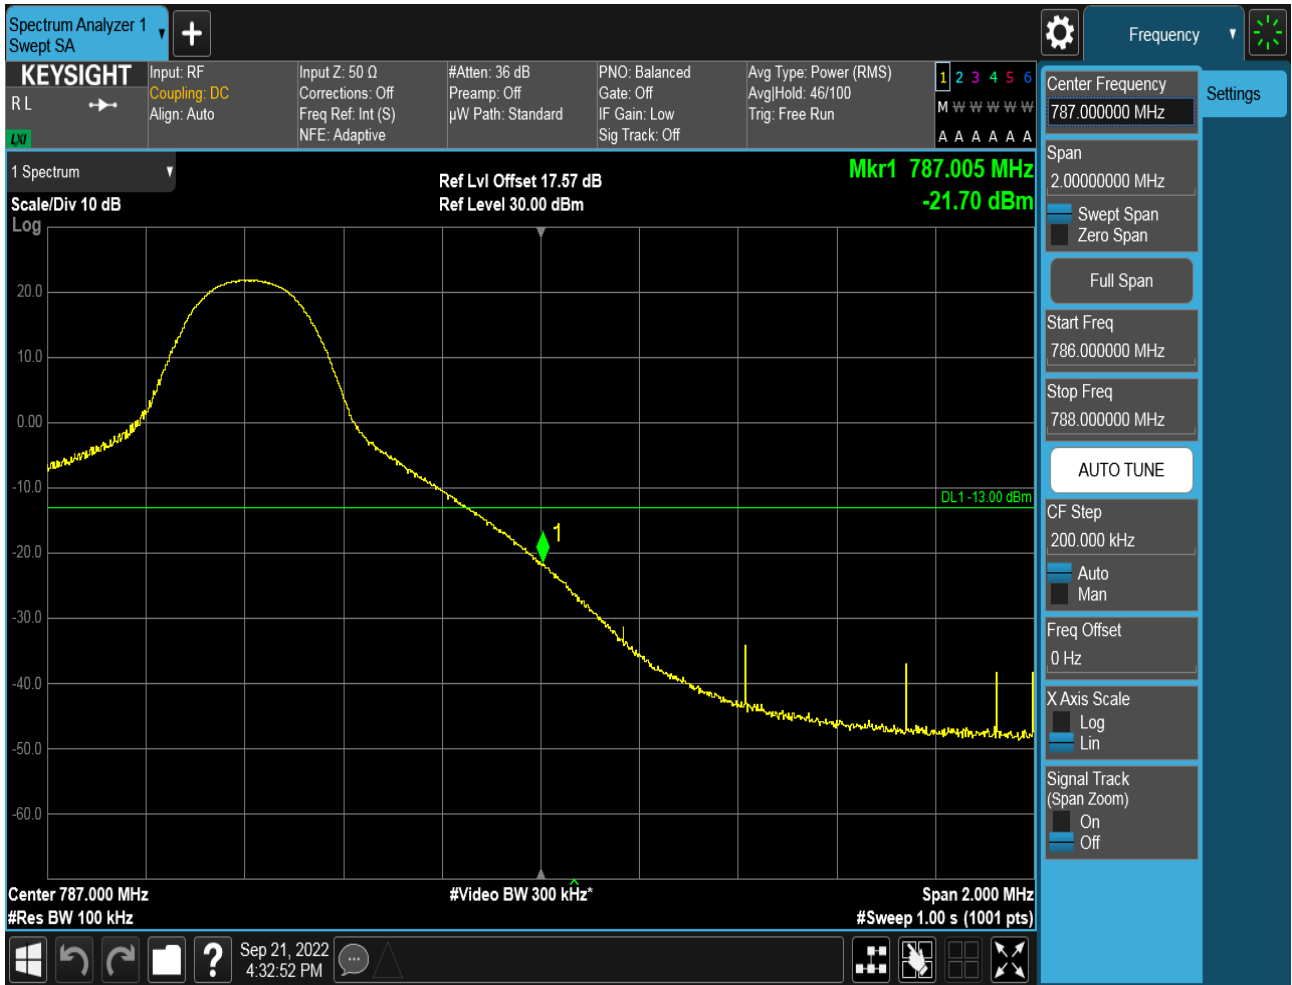 Spectrum Analyzer 1
Swept SA
Frequency
KEYSIGHT
R L
LXI
Input: RF
Coupling: DC
Align: Auto
Input Z: 50 Ω
Corrections: Off
Freq Ref: Int (S)
NFE: Adaptive
#Atten: 36 dB
Preamp: Off
µW Path: Standard
PNO: Balanced
Gate: Off
IF Gain: Low
Sig Track: Off
Avg Type: Power (RMS)
Avg|Hold: 46/100
Trig: Free Run
1 2 3 4 5 6
M W W W W W
A A A A A A
1 Spectrum
Scale/Div 10 dB
Log
Ref Lvl Offset 17.57 dB
Ref Level 30.00 dBm
Mkr1 787.005 MHz
-21.70 dBm
20.0
10.0
0.00
-10.0
-20.0
-30.0
-40.0
-50.0
-60.0
DL1 -13.00 dBm
1
Center 787.000 MHz
#Res BW 100 kHz
#Video BW 300 kHz*
Span 2.000 MHz
#Sweep 1.00 s (1001 pts)
?
Sep 21, 2022
4:32:52 PM
Center Frequency
787.000000 MHz
Settings
Span
2.00000000 MHz
Swept Span
Zero Span
Full Span
Start Freq
786.000000 MHz
Stop Freq
788.000000 MHz
AUTO TUNE
CF Step
200.000 kHz
Auto
Man
Freq Offset
0 Hz
X Axis Scale
Log
Lin
Signal Track
(Span Zoom)
On
Off